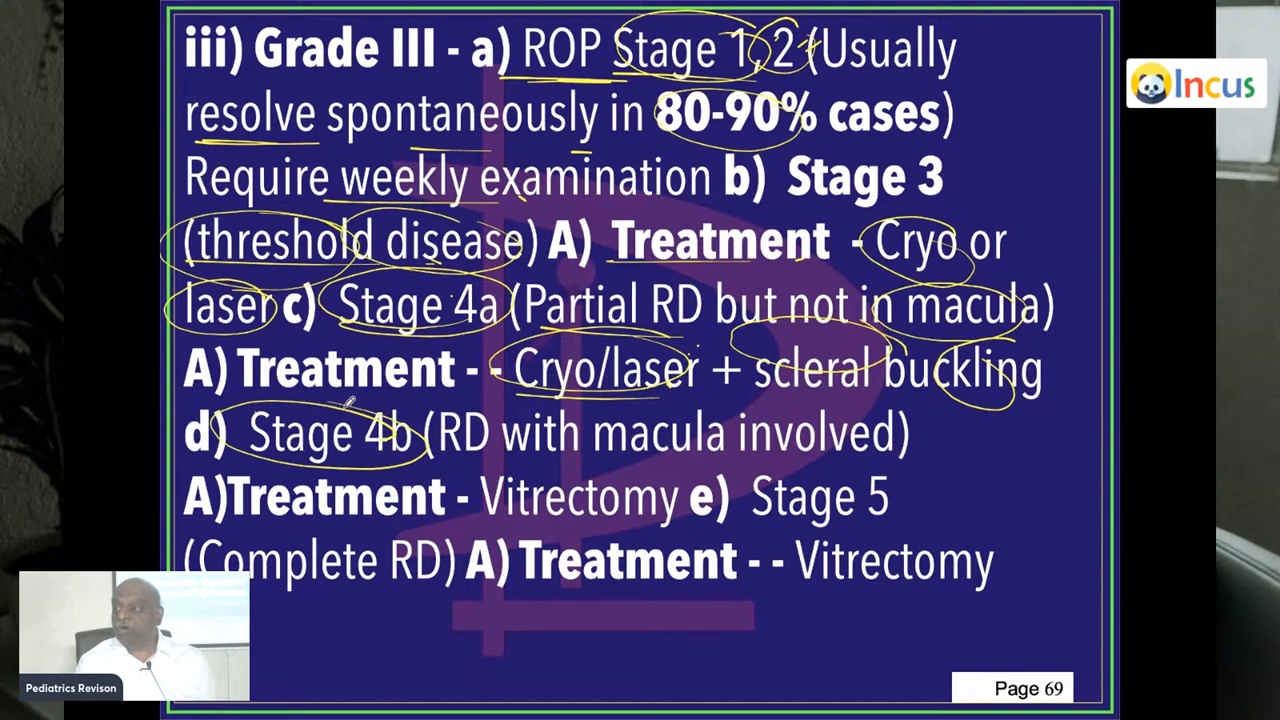 iii) Grade III - a) ROP Stage 1, 2 (Usually
resolve spontaneously in 80-90% cases)
Require weekly examination b) Stage 3
(threshold disease) A) Treatment - Cryo or
laser c) Stage 4a (Partial RD but not in macula)
A) Treatment - - Cryo/laser + scleral buckling
d) Stage 4b (RD with macula involved)
A)Treatment - Vitrectomy e) Stage 5
(Complete RD) A) Treatment - - Vitrectomy
Incus
Pediatrics Revison
Page 69